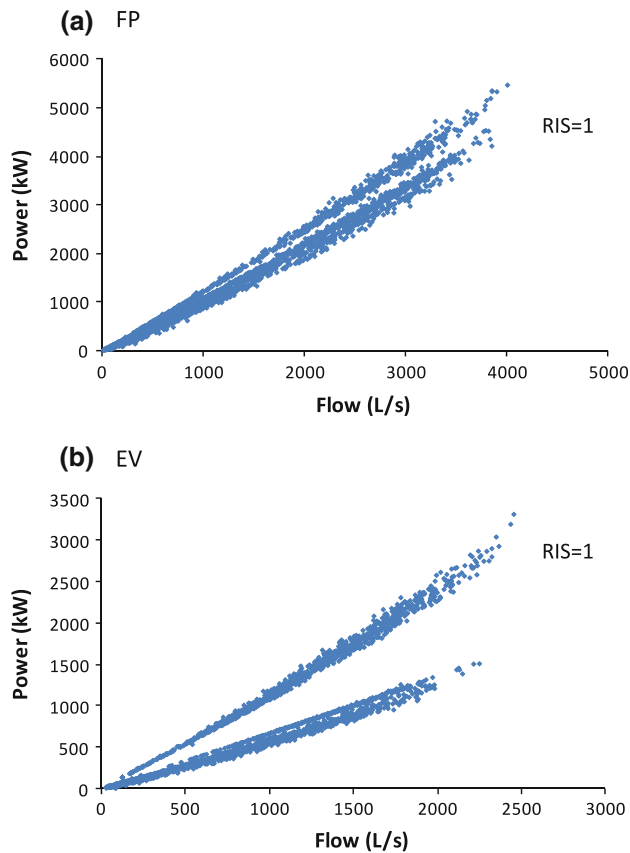 (a) FP
6000
5000
4000
3000
2000
1000
0
Power (kW)
RIS=1
0 1000 2000 3000 4000 5000
Flow (L/s)
(b) EV
3500
3000
2500
2000
1500
1000
500
0
Power (kW)
RIS=1
0 500 1000 1500 2000 2500 3000
Flow (L/s)